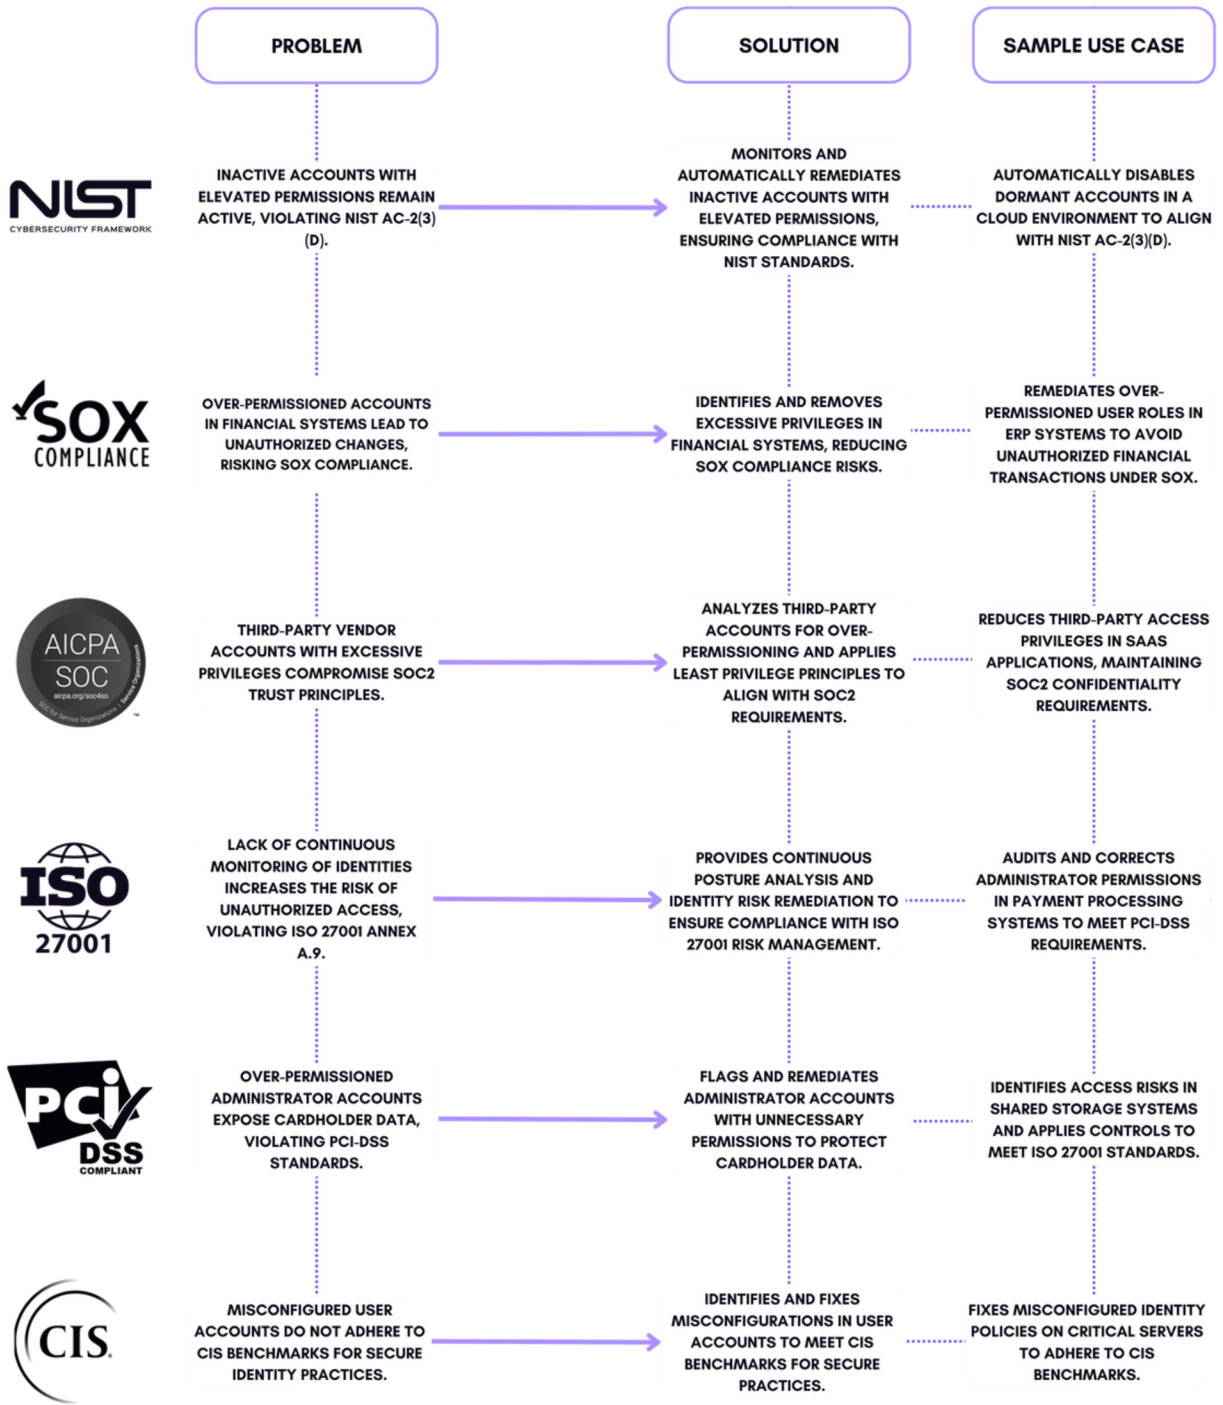 PROBLEM
SOLUTION
SAMPLE USE CASE
NIST
CYBERSECURITY FRAMEWORK
INACTIVE ACCOUNTS WITH
ELEVATED PERMISSIONS REMAIN
ACTIVE, VIOLATING NIST AC-2(3)
(D).
MONITORS AND
AUTOMATICALLY REMEDIATES
INACTIVE ACCOUNTS WITH
ELEVATED PERMISSIONS,
ENSURING COMPLIANCE WITH
NIST STANDARDS.
AUTOMATICALLY DISABLES
DORMANT ACCOUNTS IN A
CLOUD ENVIRONMENT TO ALIGN
WITH NIST AC-2(3)(D).
SOX
COMPLIANCE
OVER-PERMISSIONED ACCOUNTS
IN FINANCIAL SYSTEMS LEAD TO
UNAUTHORIZED CHANGES,
RISKING SOX COMPLIANCE.
IDENTIFIES AND REMOVES
EXCESSIVE PRIVILEGES IN
FINANCIAL SYSTEMS, REDUCING
SOX COMPLIANCE RISKS.
REMEDIATES OVER-
PERMISSIONED USER ROLES IN
ERP SYSTEMS TO AVOID
UNAUTHORIZED FINANCIAL
TRANSACTIONS UNDER SOX.
AICPA
SOC
aicpa.org/soc4so
SOC for Service Organizations | Service Organizations
™
THIRD-PARTY VENDOR
ACCOUNTS WITH EXCESSIVE
PRIVILEGES COMPROMISE SOC2
TRUST PRINCIPLES.
ANALYZES THIRD-PARTY
ACCOUNTS FOR OVER-
PERMISSIONING AND APPLIES
LEAST PRIVILEGE PRINCIPLES TO
ALIGN WITH SOC2
REQUIREMENTS.
REDUCES THIRD-PARTY ACCESS
PRIVILEGES IN SAAS
APPLICATIONS, MAINTAINING
SOC2 CONFIDENTIALITY
REQUIREMENTS.
ISO
27001
LACK OF CONTINUOUS
MONITORING OF IDENTITIES
INCREASES THE RISK OF
UNAUTHORIZED ACCESS,
VIOLATING ISO 27001 ANNEX
A.9.
PROVIDES CONTINUOUS
POSTURE ANALYSIS AND
IDENTITY RISK REMEDIATION TO
ENSURE COMPLIANCE WITH ISO
27001 RISK MANAGEMENT.
AUDITS AND CORRECTS
ADMINISTRATOR PERMISSIONS
IN PAYMENT PROCESSING
SYSTEMS TO MEET PCI-DSS
REQUIREMENTS.
PCi
DSS
COMPLIANT
OVER-PERMISSIONED
ADMINISTRATOR ACCOUNTS
EXPOSE CARDHOLDER DATA,
VIOLATING PCI-DSS
STANDARDS.
FLAGS AND REMEDIATES
ADMINISTRATOR ACCOUNTS
WITH UNNECESSARY
PERMISSIONS TO PROTECT
CARDHOLDER DATA.
IDENTIFIES ACCESS RISKS IN
SHARED STORAGE SYSTEMS
AND APPLIES CONTROLS TO
MEET ISO 27001 STANDARDS.
CIS.
MISCONFIGURED USER
ACCOUNTS DO NOT ADHERE TO
CIS BENCHMARKS FOR SECURE
IDENTITY PRACTICES.
IDENTIFIES AND FIXES
MISCONFIGURATIONS IN USER
ACCOUNTS TO MEET CIS
BENCHMARKS FOR SECURE
PRACTICES.
FIXES MISCONFIGURED IDENTITY
POLICIES ON CRITICAL SERVERS
TO ADHERE TO CIS
BENCHMARKS.